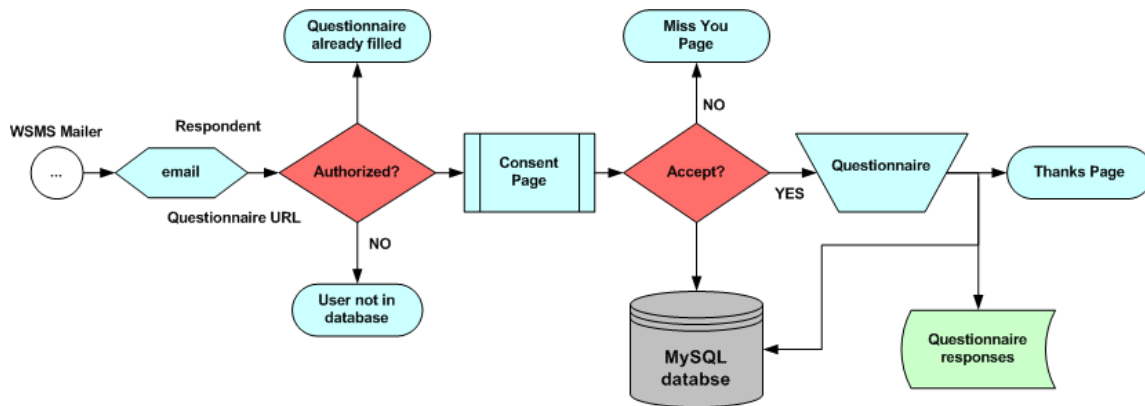 Questionnaire
already filled
Miss You
Page
NO
WSMS Mailer
Respondent
...
email
Authorized?
Consent
Page
Accept?
YES
Questionnaire
Thanks Page
Questionnaire URL
NO
User not in
database
MySQL
databse
Questionnaire
responses